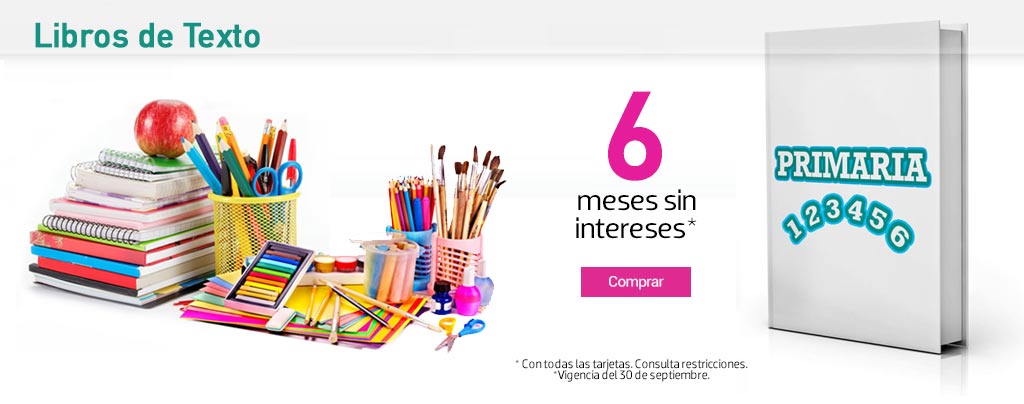 Libros de Texto
6
meses sin
intereses*
Comprar
* Con todas las tarjetas. Consulta restricciones.
*Vigencia del 30 de septiembre.
PRIMARIA
1 2 3 4 5 6